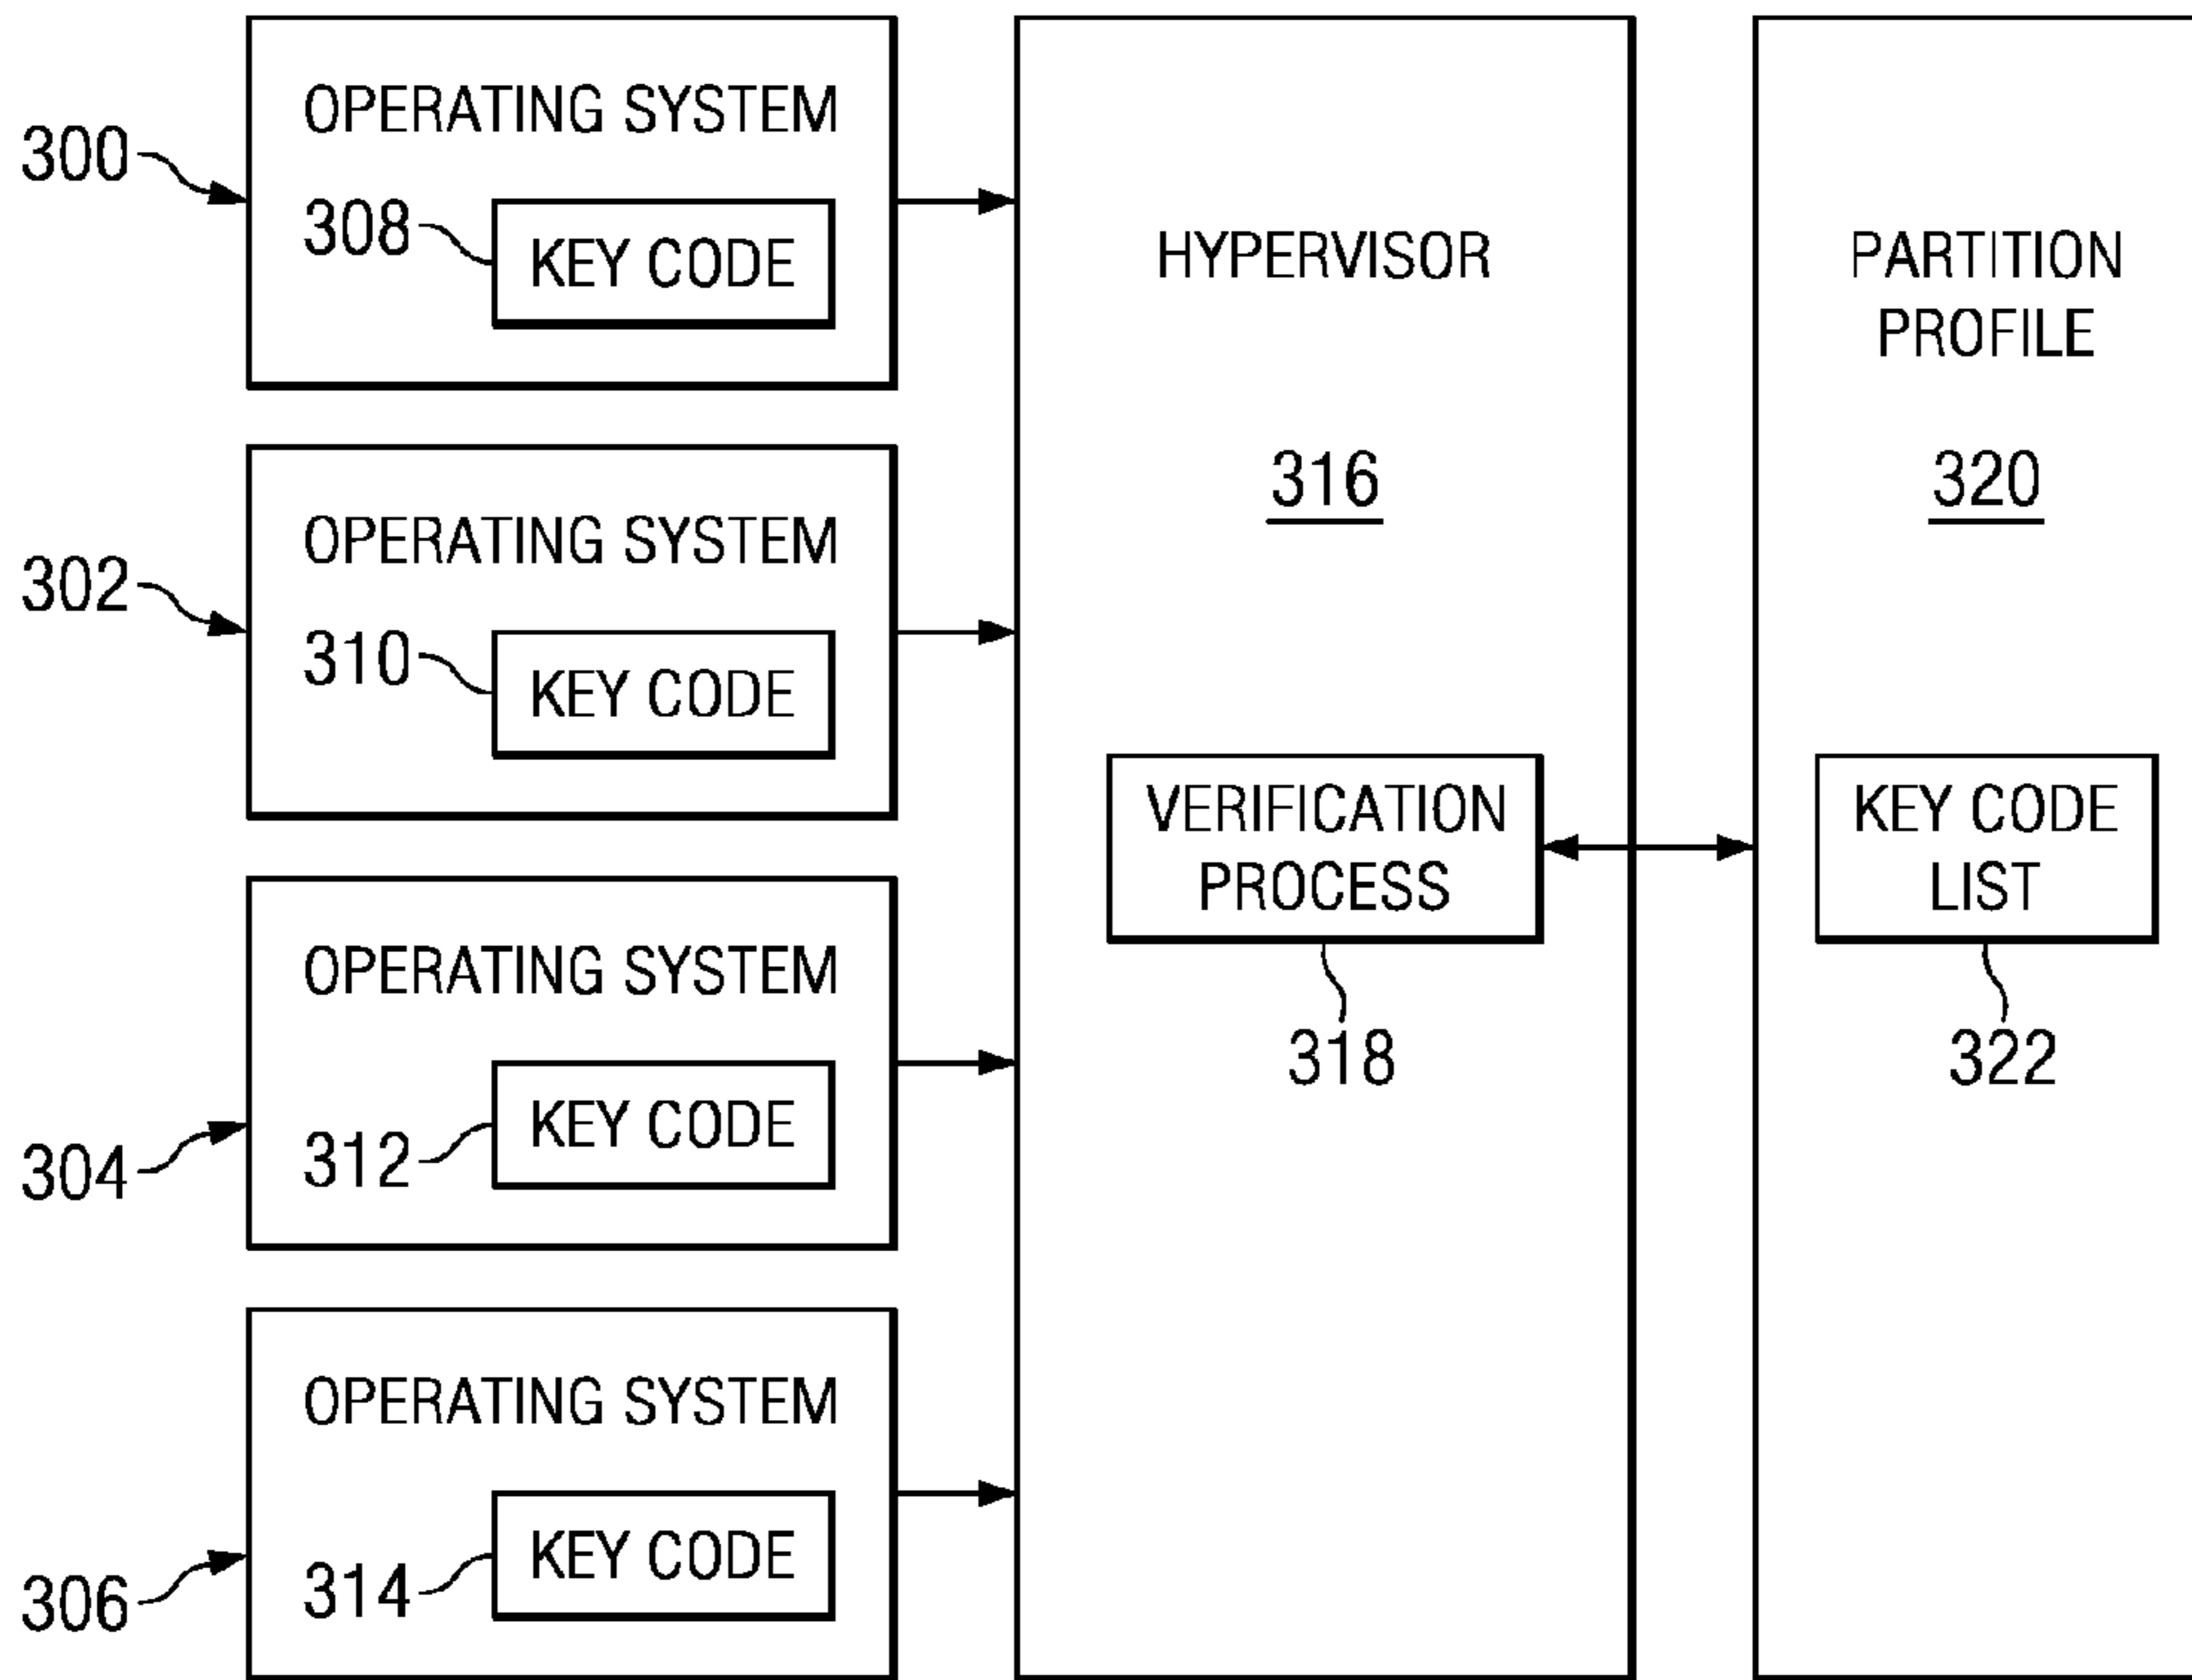 OPERATING SYSTEM
300
308
KEY CODE
OPERATING SYSTEM
302
310
KEY CODE
OPERATING SYSTEM
304
312
KEY CODE
OPERATING SYSTEM
306
314
KEY CODE
HYPERVISOR
316
VERIFICATION
PROCESS
318
PARTITION
PROFILE
320
KEY CODE
LIST
322